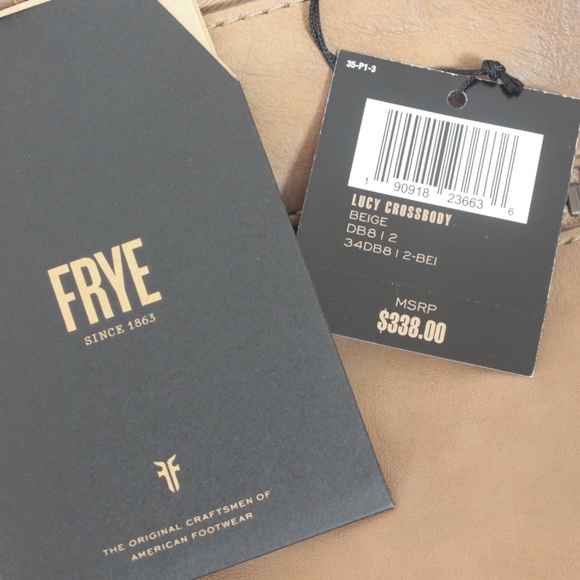 FRYE
SINCE 1863
THE ORIGINAL CRAFTSMEN OF
AMERICAN FOOTWEAR
35-P1-3
1 90918 23663 6
LUCY CROSSBODY
BEIGE
DB812
34DB812-BEI
MSRP
$338.00